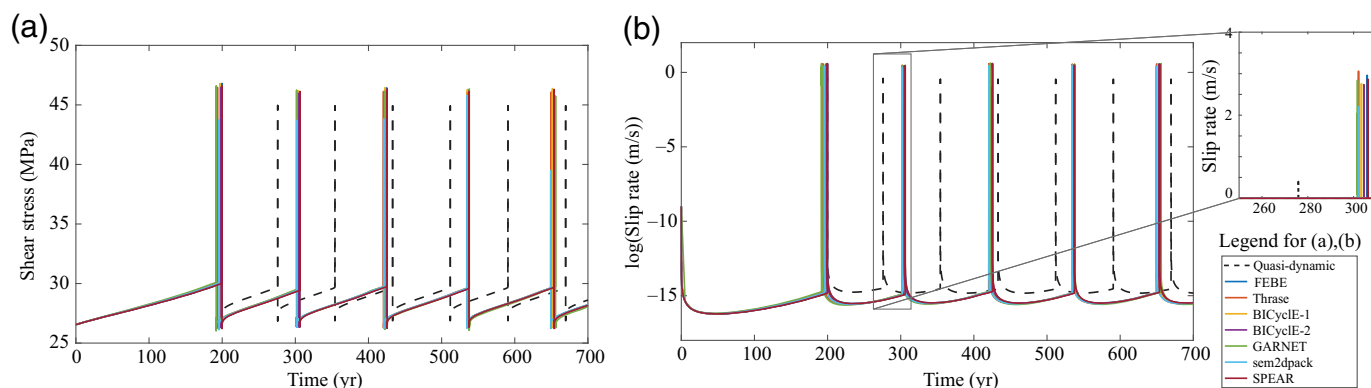 (a)
50
45
40
35
30
25
Shear stress (MPa)
0 100 200 300 400 500 600 700
Time (yr)
(b)
0
−5
−10
−15
log(Slip rate (m/s))
0 100 200 300 400 500 600 700
Time (yr)
4
3
2
1
0
Slip rate (m/s)
260 280 300
Legend for (a),(b)
Quasi-dynamic
FEBE
Thrase
BICyclE-1
BICyclE-2
GARNET
sem2dpack
SPEAR